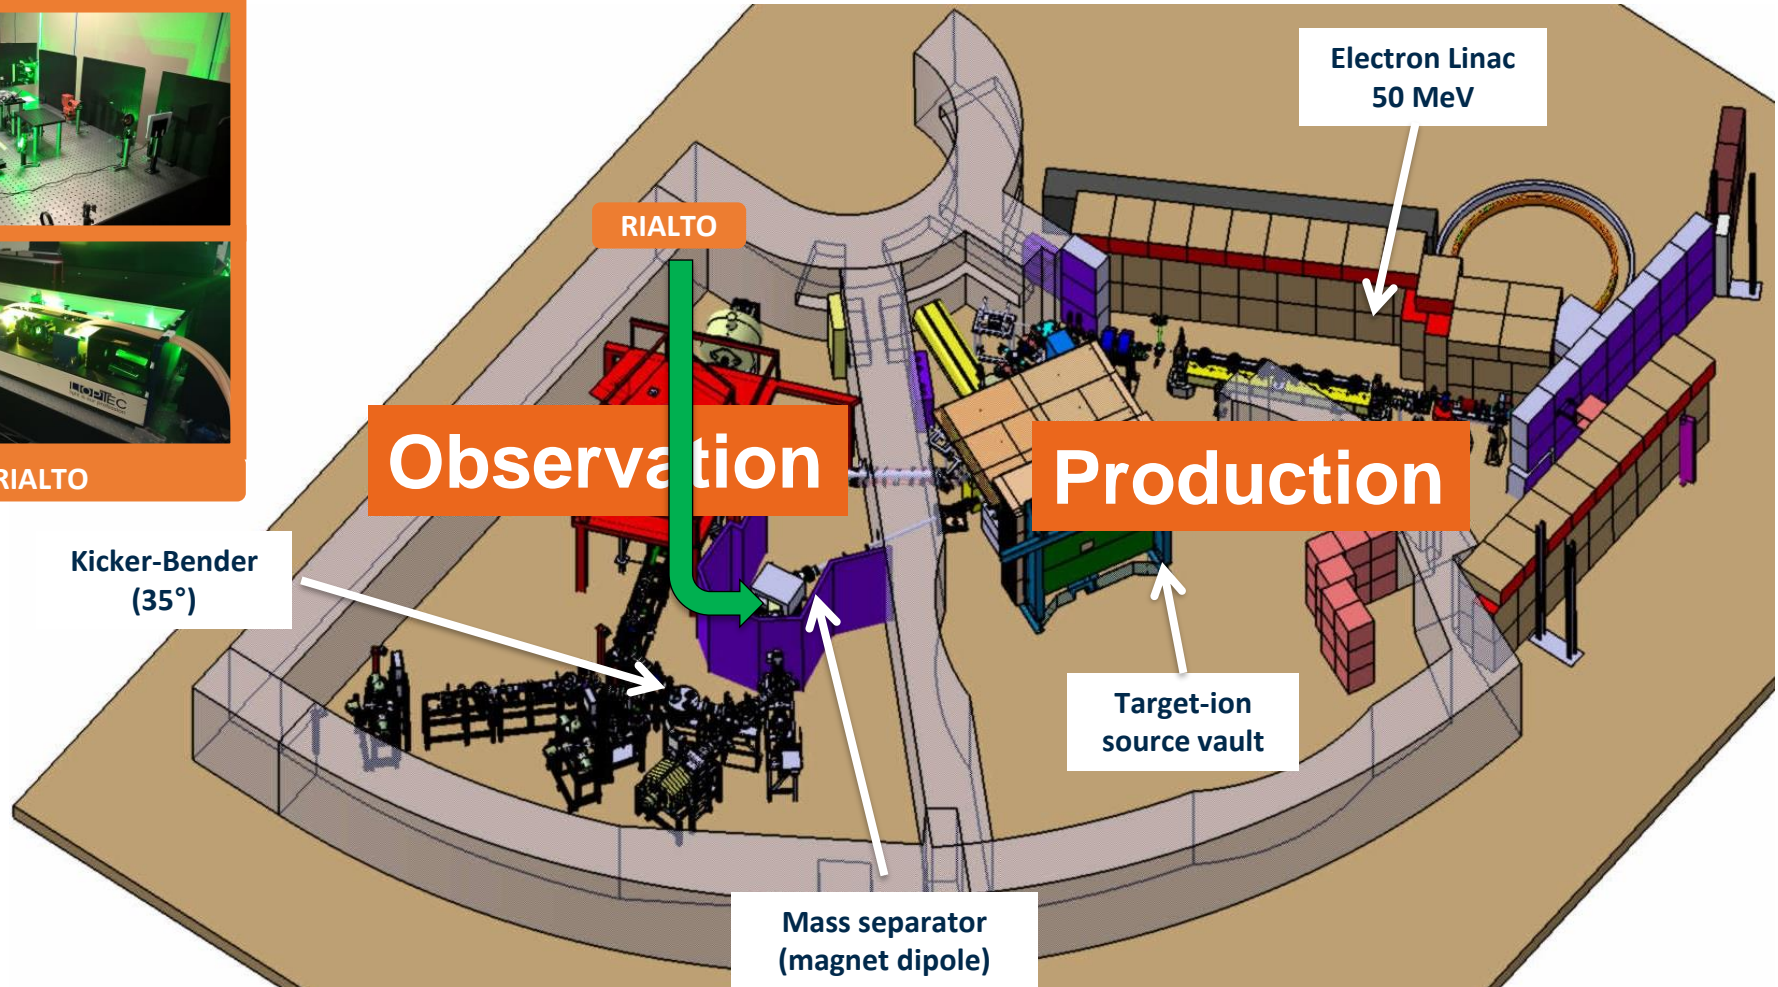 Electron Linac
50 MeV
RIALTO
LIOPTEC
RIALTO
Observation
Production
Kicker-Bender
(35°)
Target-ion
source vault
Mass separator
(magnet dipole)